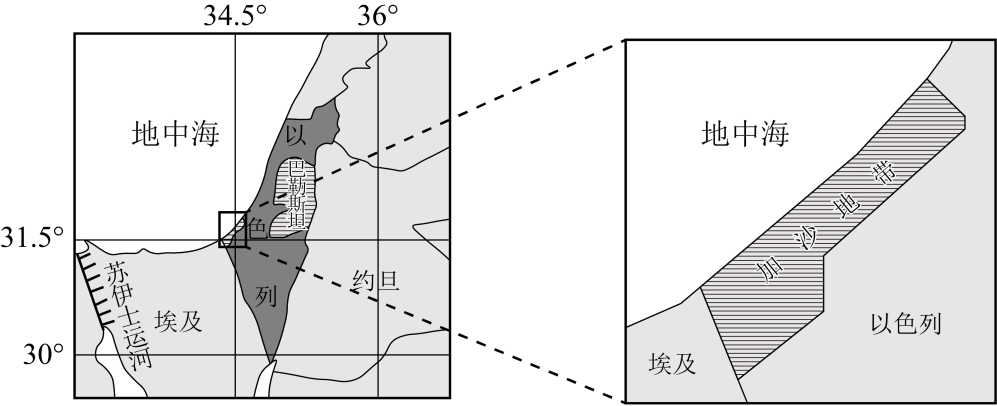 34.5°
36°
地中海
以
巴勒斯坦
色
31.5°
列
约旦
埃及
苏伊士运河
30°
地中海
加沙地带
以色列
埃及